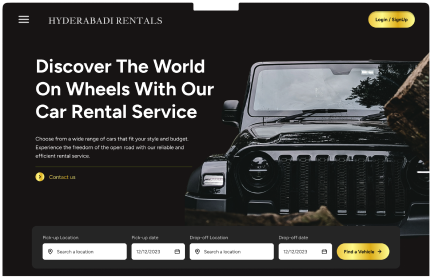 HYDERABADI RENTALS
Login / SignUp
Discover The World
On Wheels With Our
Car Rental Service
Choose from a wide range of cars that fit your style and budget.
Experience the freedom of the open road with our reliable and
efficient rental service.
Contact us
Pick-up Location
Pick-up date
Drop-off Location
Drop-off date
Search a location
12/12/2023
Search a location
12/12/2023
Find a Vehicle